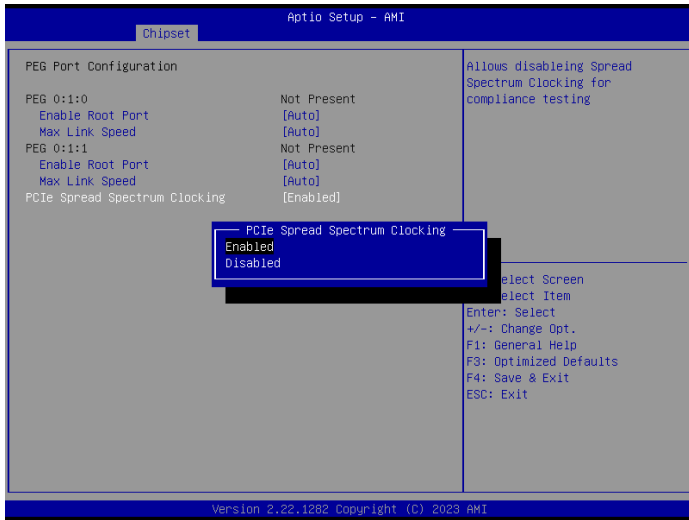 Aptio Setup – AMI
Chipset
PEG Port Configuration
PEG 0:1:0 Not Present
Enable Root Port [Auto]
Max Link Speed [Auto]
PEG 0:1:1 Not Present
Enable Root Port [Auto]
Max Link Speed [Auto]
PCIe Spread Spectrum Clocking [Enabled]
PCIe Spread Spectrum Clocking
Enabled
Disabled
Allows disableing Spread
Spectrum Clocking for
compliance testing
elect Screen
elect Item
Enter: Select
+/-: Change Opt.
F1: General Help
F3: Optimized Defaults
F4: Save & Exit
ESC: Exit
Version 2.22.1282 Copyright (C) 2023 AMI